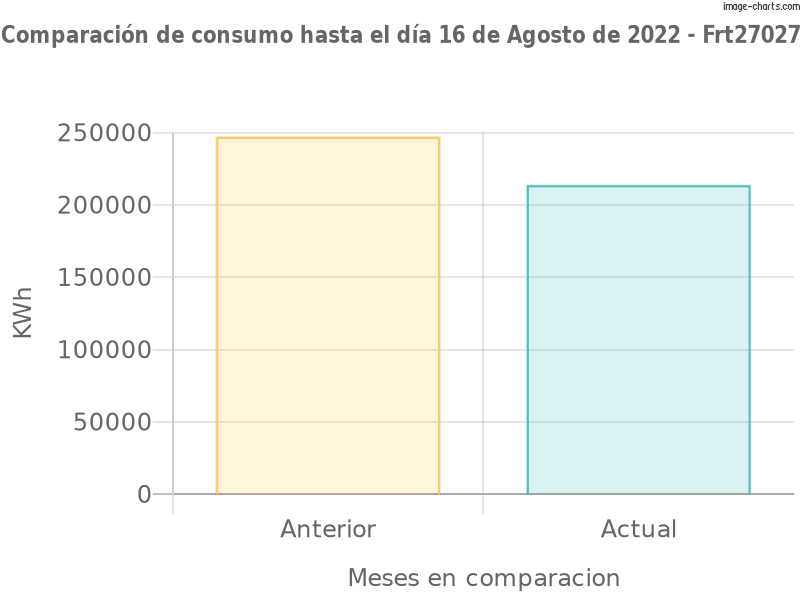 image-charts.com
Comparación de consumo hasta el día 16 de Agosto de 2022 - Frt27027
250000
200000
150000
100000
50000
0
KWh
Anterior Actual
Meses en comparacion